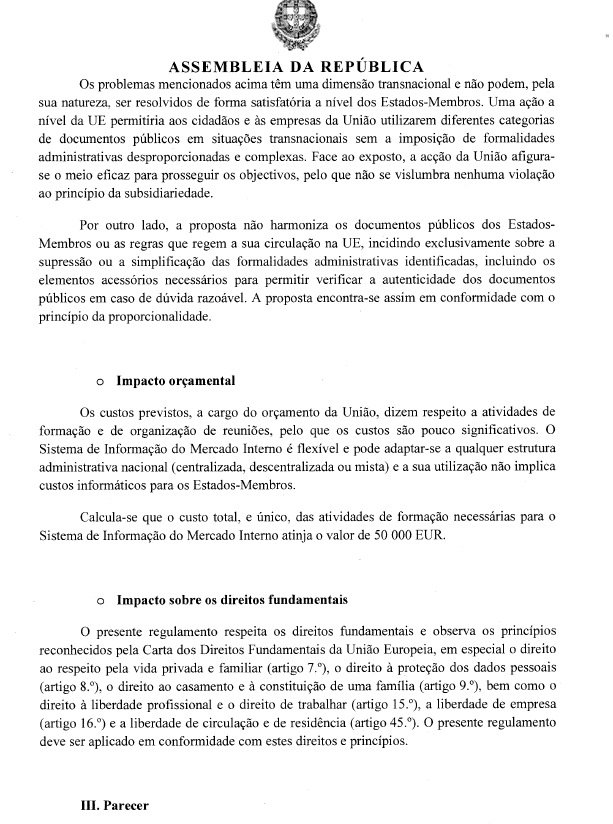 ASSEMBLEIA DA REPÚBLICA
Os problemas mencionados acima têm uma dimensão transnacional e não podem, pela
sua natureza, ser resolvidos de forma satisfatória a nível dos Estados-Membros. Uma ação a
nível da UE permitiria aos cidadãos e às empresas da União utilizarem diferentes categorias
de documentos públicos em situações transnacionais sem a imposição de formalidades
administrativas desproporcionadas e complexas. Face ao exposto, a acção da União afigura-
se o meio eficaz para prosseguir os objectivos, pelo que não se vislumbra nenhuma violação
ao princípio da subsidiariedade.
Por outro lado, a proposta não harmoniza os documentos públicos dos Estados-
Membros ou as regras que regem a sua circulação na UE, incidindo exclusivamente sobre a
supressão ou a simplificação das formalidades administrativas identificadas, incluindo os
elementos acessórios necessários para permitir verificar a autenticidade dos documentos
públicos em caso de dúvida razoável. A proposta encontra-se assim em conformidade com o
princípio da proporcionalidade.
o Impacto orçamental
Os custos previstos, a cargo do orçamento da União, dizem respeito a atividades de
formação e de organização de reuniões, pelo que os custos são pouco significativos. O
Sistema de Informação do Mercado Interno é flexível e pode adaptar-se a qualquer estrutura
administrativa nacional (centralizada, descentralizada ou mista) e a sua utilização não implica
custos informáticos para os Estados-Membros.
Calcula-se que o custo total, e único, das atividades de formação necessárias para o
Sistema de Informação do Mercado Interno atinja o valor de 50 000 EUR.
o Impacto sobre os direitos fundamentais
O presente regulamento respeita os direitos fundamentais e observa os princípios
reconhecidos pela Carta dos Direitos Fundamentais da União Europeia, em especial o direito
ao respeito pela vida privada e familiar (artigo 7.º), o direito à proteção dos dados pessoais
(artigo 8.º), o direito ao casamento e à constituição de uma família (artigo 9.º), bem como o
direito à liberdade profissional e o direito de trabalhar (artigo 15.º), a liberdade de empresa
(artigo 16.º) e a liberdade de circulação e de residência (artigo 45.º). O presente regulamento
deve ser aplicado em conformidade com estes direitos e princípios.
III. Parecer